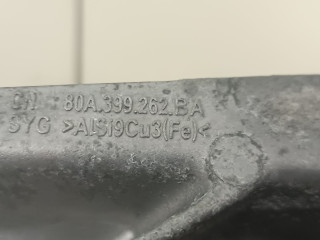 CN 80A.399.262.BA
SYG >AlSi9Cu3(Fe)<